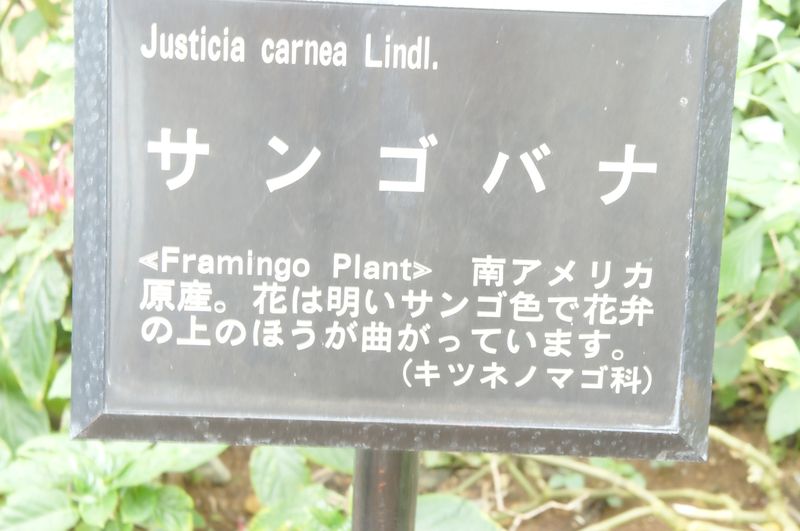 Justicia carnea Lindl.
サンゴバナ
≪Framingo Plant≫ 南アメリカ
原産。花は明いサンゴ色で花弁
の上のほうが曲がっています。
(キツネノマゴ科)